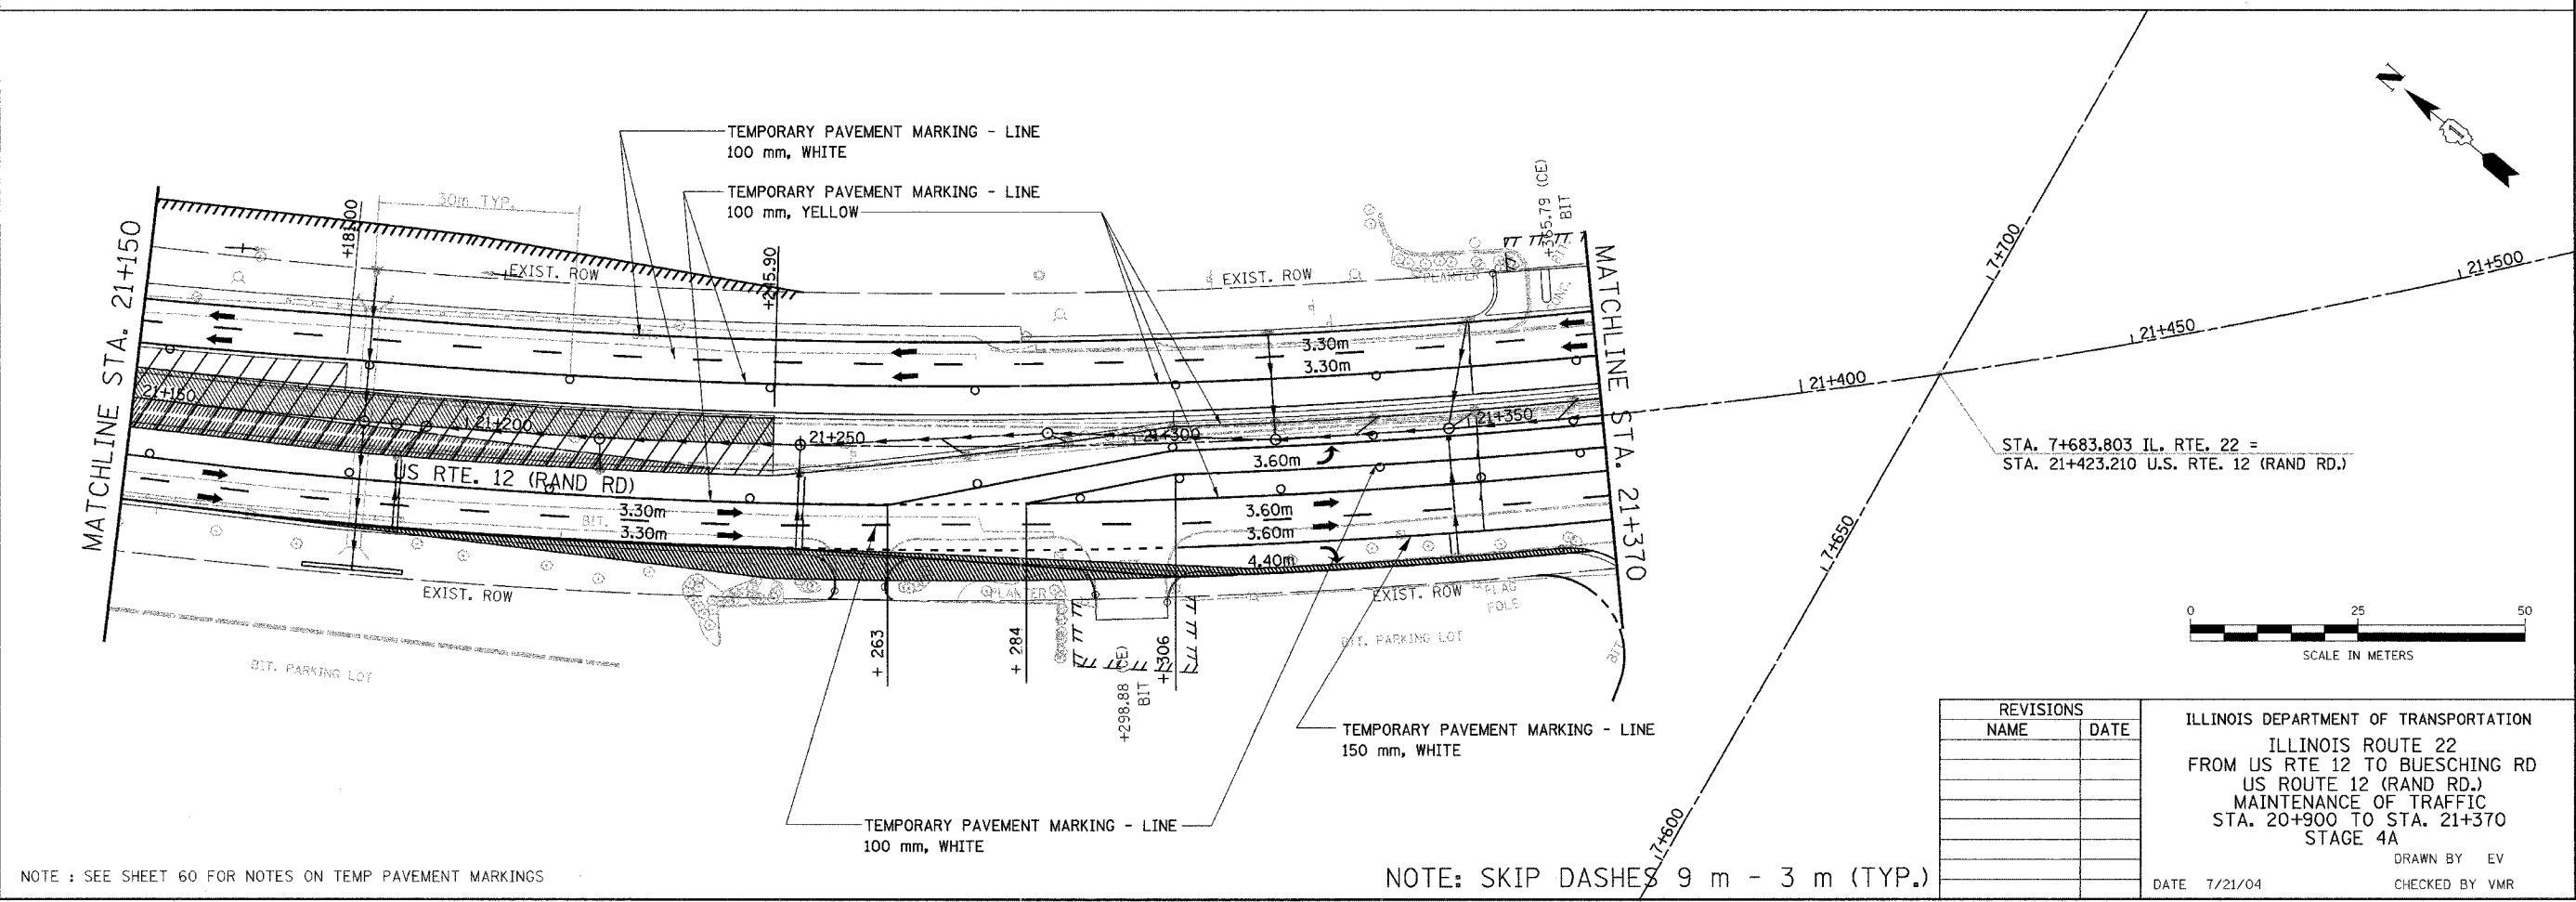 TEMPORARY PAVEMENT MARKING - LINE
100 mm, WHITE
TEMPORARY PAVEMENT MARKING - LINE
100 mm, YELLOW
N
1
MATCHLINE STA. 21+150
30m TYP.
+245.90
EXIST. ROW
EXIST. ROW
PLANTER
+365.79 (CE)
BIT
MATCHLINE STA. 21+370
3.30m
3.30m
21+150
21+200
21+250
21+300
21+350
21+400
21+450
21+500
7+700
7+650
7+600
US RTE. 12 (RAND RD)
3.60m
3.30m
3.30m
BIT.
3.60m
3.60m
4.40m
STA. 7+683.803 IL. RTE. 22 =
STA. 21+423.210 U.S. RTE. 12 (RAND RD.)
EXIST. ROW
PLANTER
EXIST. ROW
FLAG
POLE
BIT. PARKING LOT
BIT. PARKING LOT
+ 263
+ 284
+298.88 (CE)
BIT
+306
0 25 50
SCALE IN METERS
TEMPORARY PAVEMENT MARKING - LINE
150 mm, WHITE
TEMPORARY PAVEMENT MARKING - LINE
100 mm, WHITE
NOTE : SEE SHEET 60 FOR NOTES ON TEMP PAVEMENT MARKINGS
NOTE: SKIP DASHES 9 m - 3 m (TYP.)
REVISIONS
NAME DATE
ILLINOIS DEPARTMENT OF TRANSPORTATION
ILLINOIS ROUTE 22
FROM US RTE 12 TO BUESCHING RD
US ROUTE 12 (RAND RD.)
MAINTENANCE OF TRAFFIC
STA. 20+900 TO STA. 21+370
STAGE 4A
DRAWN BY EV
DATE 7/21/04
CHECKED BY VMR